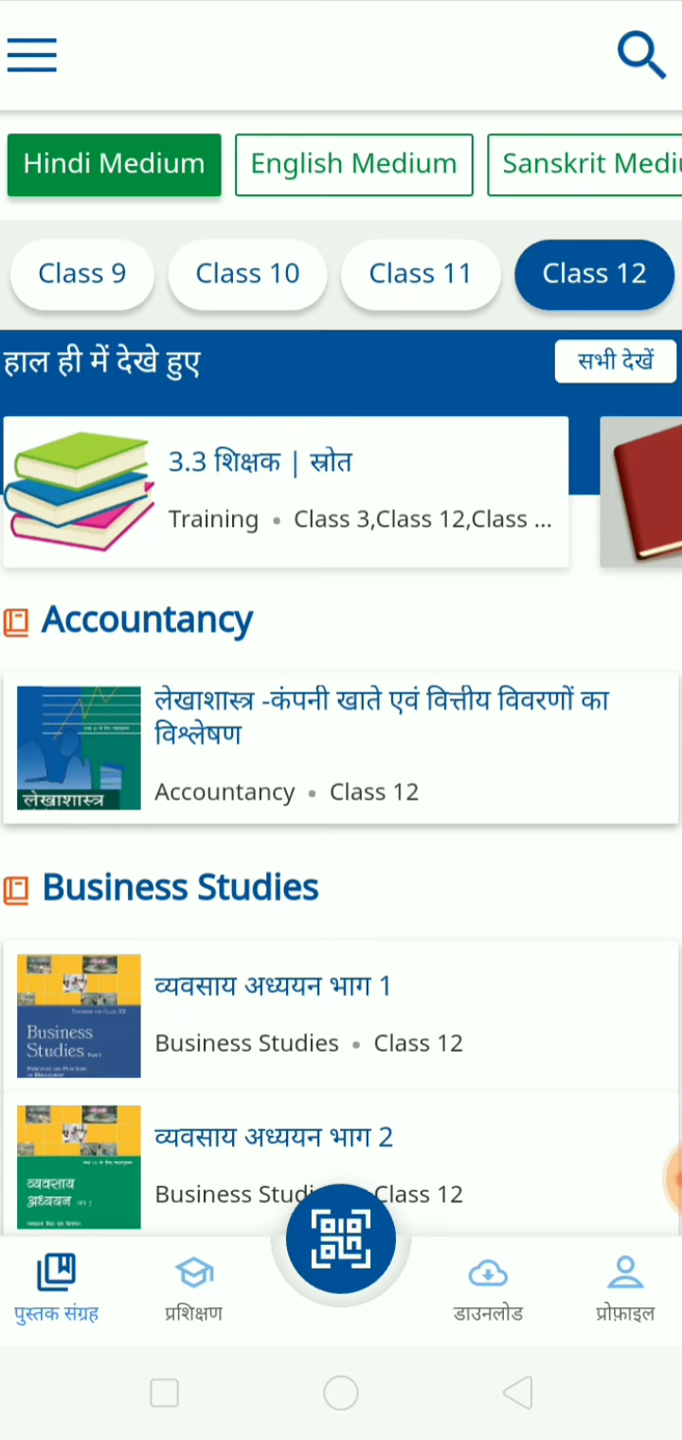 Hindi Medium
English Medium
Sanskrit Mediu
Class 9
Class 10
Class 11
Class 12
हाल ही में देखे हुए
सभी देखें
3.3 शिक्षक | स्रोत
Training • Class 3,Class 12,Class ...
Accountancy
लेखाशास्त्र -कंपनी खाते एवं वित्तीय विवरणों का
विश्लेषण
Accountancy • Class 12
लेखाशास्त्र
Business Studies
व्यवसाय अध्ययन भाग 1
Business Studies • Class 12
Business
Studies Part I
व्यवसाय अध्ययन भाग 2
Business Studi Class 12
व्यवसाय
अध्ययन
पुस्तक संग्रह
प्रशिक्षण
डाउनलोड
प्रोफ़ाइल